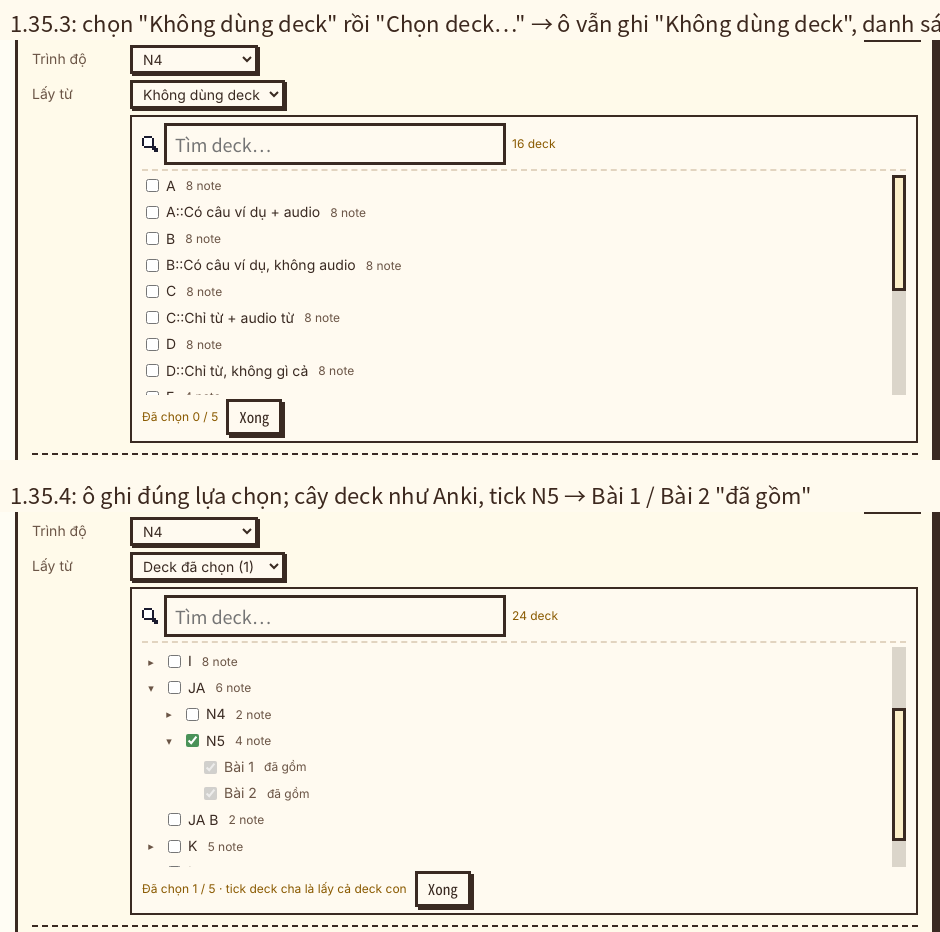 1.35.3: chọn "Không dùng deck" rồi "Chọn deck…" → ô vẫn ghi "Không dùng deck", danh sá
Trình độ N4
Lấy từ Không dùng deck
Tìm deck… 16 deck
A 8 note
A::Có câu ví dụ + audio 8 note
B 8 note
B::Có câu ví dụ, không audio 8 note
C 8 note
C::Chỉ từ + audio từ 8 note
D 8 note
D::Chỉ từ, không gì cả 8 note
Đã chọn 0 / 5 Xong
1.35.4: ô ghi đúng lựa chọn; cây deck như Anki, tick N5 → Bài 1 / Bài 2 "đã gồm"
Trình độ N4
Lấy từ Deck đã chọn (1)
Tìm deck… 24 deck
I 8 note
JA 6 note
N4 2 note
N5 4 note
Bài 1 đã gồm
Bài 2 đã gồm
JA B 2 note
K 5 note
Đã chọn 1 / 5 · tick deck cha là lấy cả deck con Xong